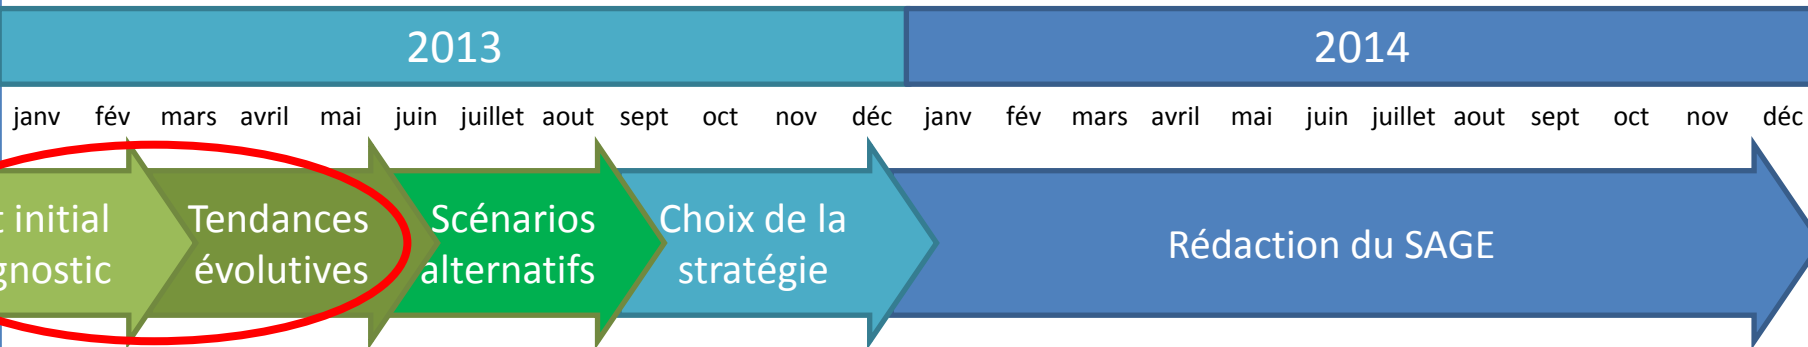 2013 2014
janv fév mars avril mai juin juillet aout sept oct nov déc janv fév mars avril mai juin juillet aout sept oct nov déc
t initial
gnostic
Tendances
évolutives
Scénarios
alternatifs
Choix de la
stratégie
Rédaction du SAGE